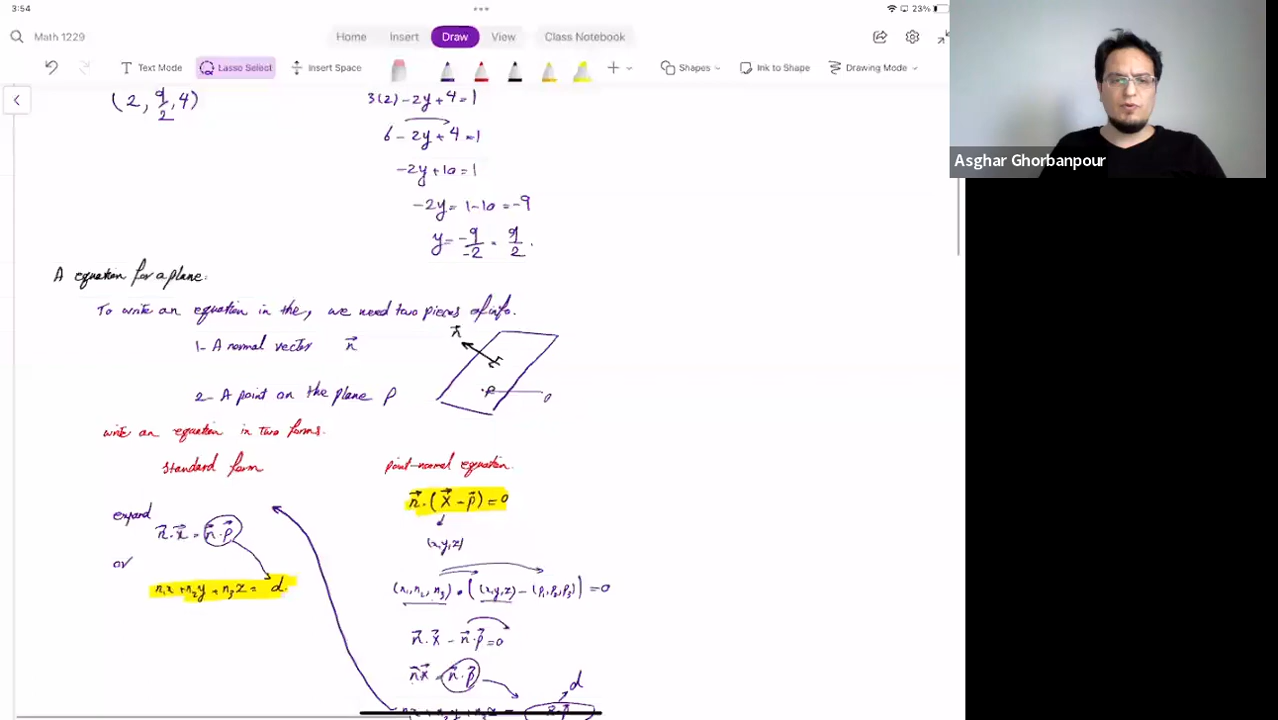 3:54
23%
Math 1229
Home Insert Draw View Class Notebook
Text Mode Lasso Select Insert Space Shapes Ink to Shape Drawing Mode
Asghar Ghorbanpour
(2, 9/2, 4)
3(2) - 2y + 4 = 1
6 - 2y + 4 = 1
-2y + 10 = 1
-2y = 1 - 10 = -9
y = -9/-2 = 9/2.
A equation for a plane:
To write an equation in the, we need two pieces of info.
1- A normal vector n⃗
n⃗
2- A point on the plane P
P
write an equation in two forms.
standard form
point-normal equation.
n⃗·(x⃗ - p⃗) = 0
(x,y,z)
expand
n⃗·x⃗ = n⃗·p⃗
or
n₁x + n₂y + n₃z = d.
(n₁, n₂, n₃)•((x,y,z) - (p₁,p₂,p₃)) = 0
n⃗·x⃗ - n⃗·p⃗ = 0
n⃗x⃗ = n⃗·p⃗
d